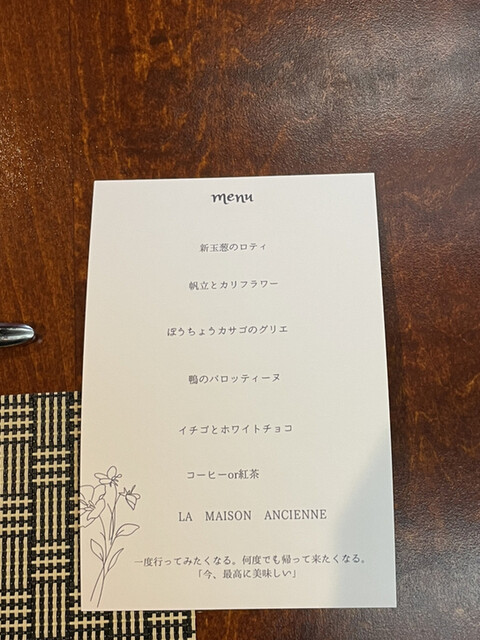 menu
新玉葱のロティ
帆立とカリフラワー
ぼうちょうカサゴのグリエ
鴨のバロッティーヌ
イチゴとホワイトチョコ
コーヒーor紅茶
LA MAISON ANCIENNE
一度行ってみたくなる。何度でも帰って来たくなる。
「今、最高に美味しい」